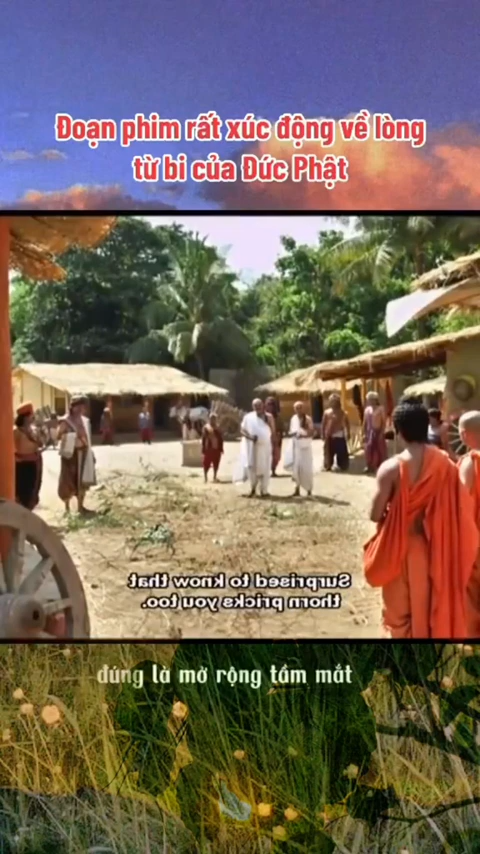 Đoạn phim rất xúc động về lòng
từ bi của Đức Phật
Surprised to know that
thorn pricks you too.
đúng là mở rộng tầm mắt